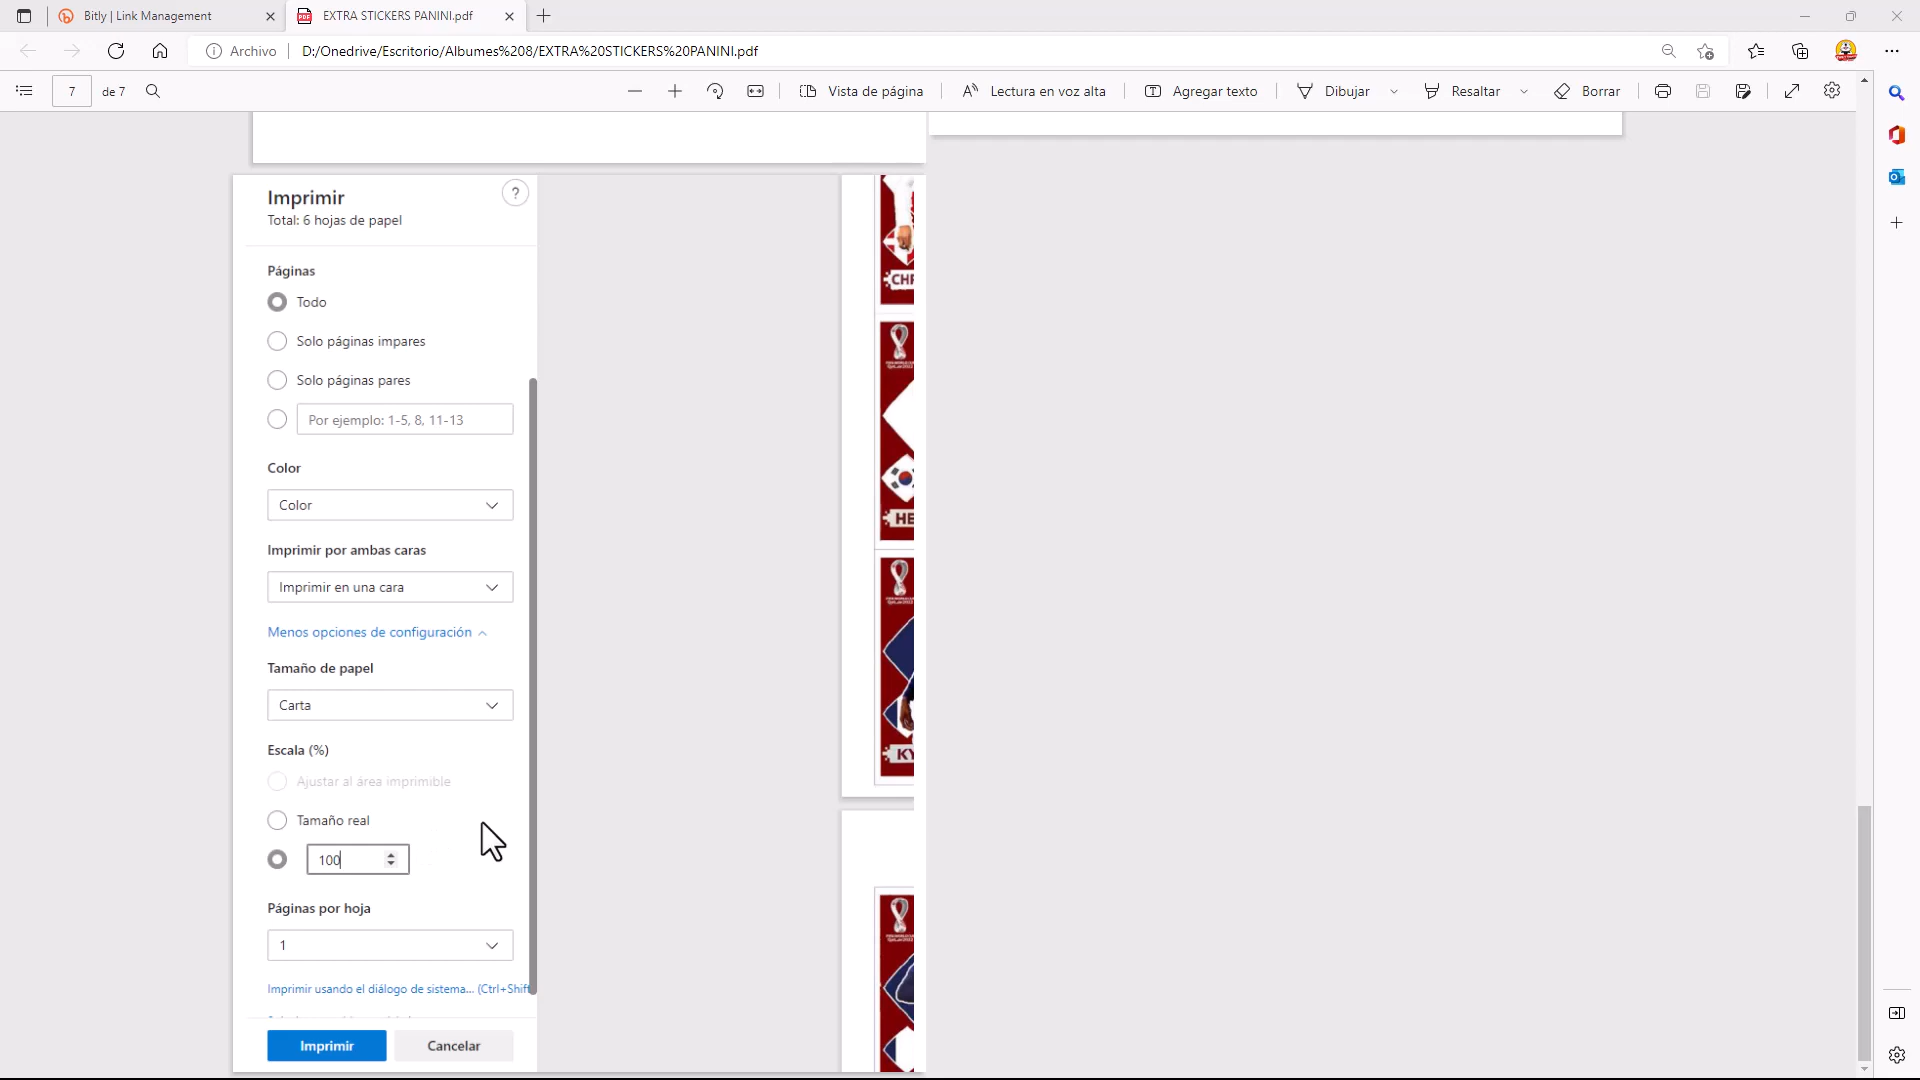 Bitly | Link Management
EXTRA STICKERS PANINI.pdf
Archivo
D:/Onedrive/Escritorio/Albumes%208/EXTRA%20STICKERS%20PANINI.pdf
7
de 7
Vista de página
Lectura en voz alta
Agregar texto
Dibujar
Resaltar
Borrar
Imprimir
?
Total: 6 hojas de papel
Páginas
Todo
Solo páginas impares
Solo páginas pares
Por ejemplo: 1-5, 8, 11-13
Color
Color
Imprimir por ambas caras
Imprimir en una cara
Menos opciones de configuración
Tamaño de papel
Carta
Escala (%)
Ajustar al área imprimible
Tamaño real
100
Páginas por hoja
1
Imprimir usando el diálogo de sistema... (Ctrl+Shift
Imprimir
Cancelar
CHR
HE
KY